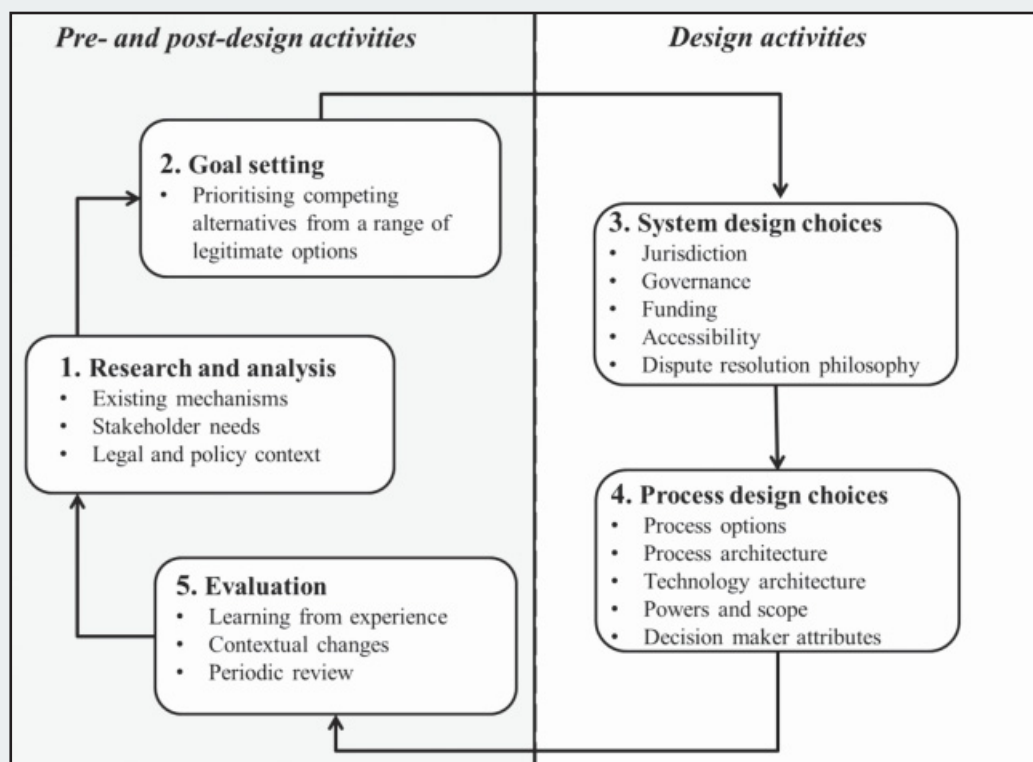 Pre- and post-design activities
Design activities
2. Goal setting
• Prioritising competing
alternatives from a range of
legitimate options
1. Research and analysis
• Existing mechanisms
• Stakeholder needs
• Legal and policy context
5. Evaluation
• Learning from experience
• Contextual changes
• Periodic review
3. System design choices
• Jurisdiction
• Governance
• Funding
• Accessibility
• Dispute resolution philosophy
4. Process design choices
• Process options
• Process architecture
• Technology architecture
• Powers and scope
• Decision maker attributes